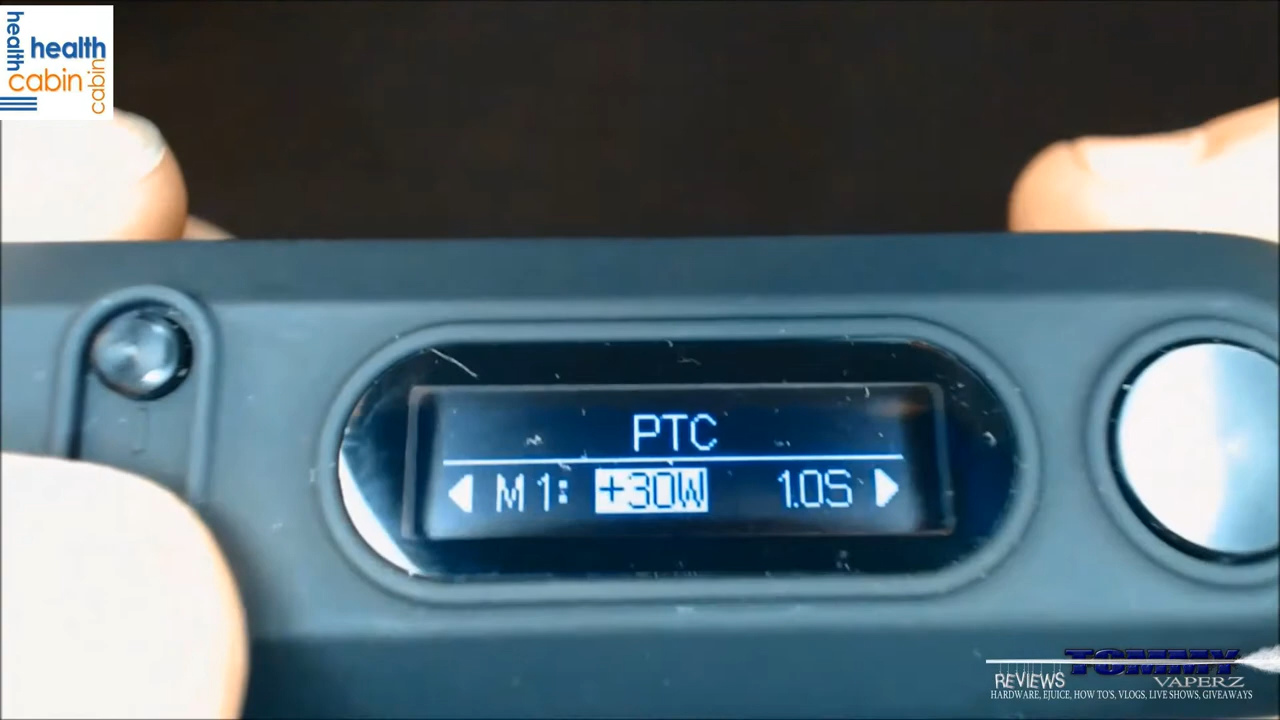 health
health
cabin
cabin
PTC
M1: +30W 1.0S
TOMMY
REVIEWS VAPERZ
HARDWARE, EJUICE, HOW TO'S, VLOGS, LIVE SHOWS, GIVEAWAYS